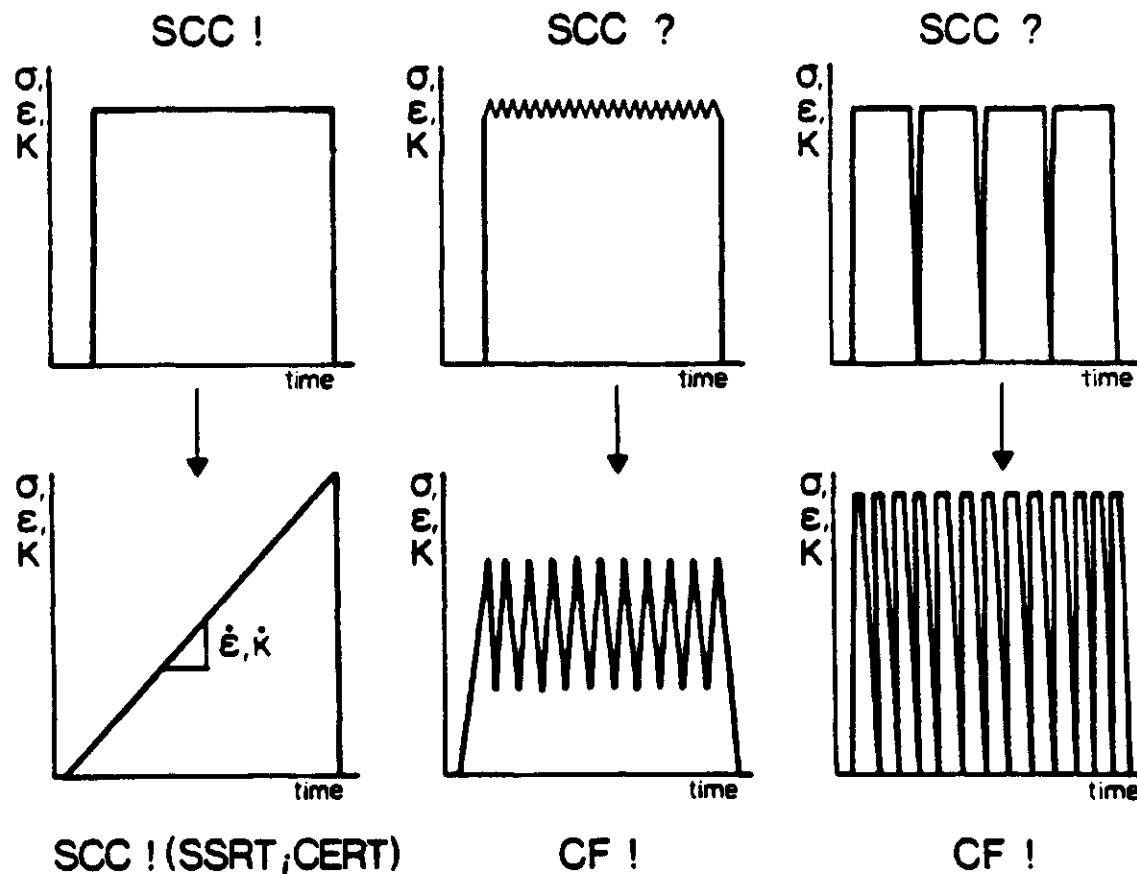 SCC !
SCC ?
SCC ?
σ,
ε,
K
time
σ,
ε,
K
time
σ,
ε,
K
time
σ,
ε,
K
ε̇, K̇
time
σ,
ε,
K
time
σ,
ε,
K
time
SCC ! (SSRT;CERT)
CF !
CF !